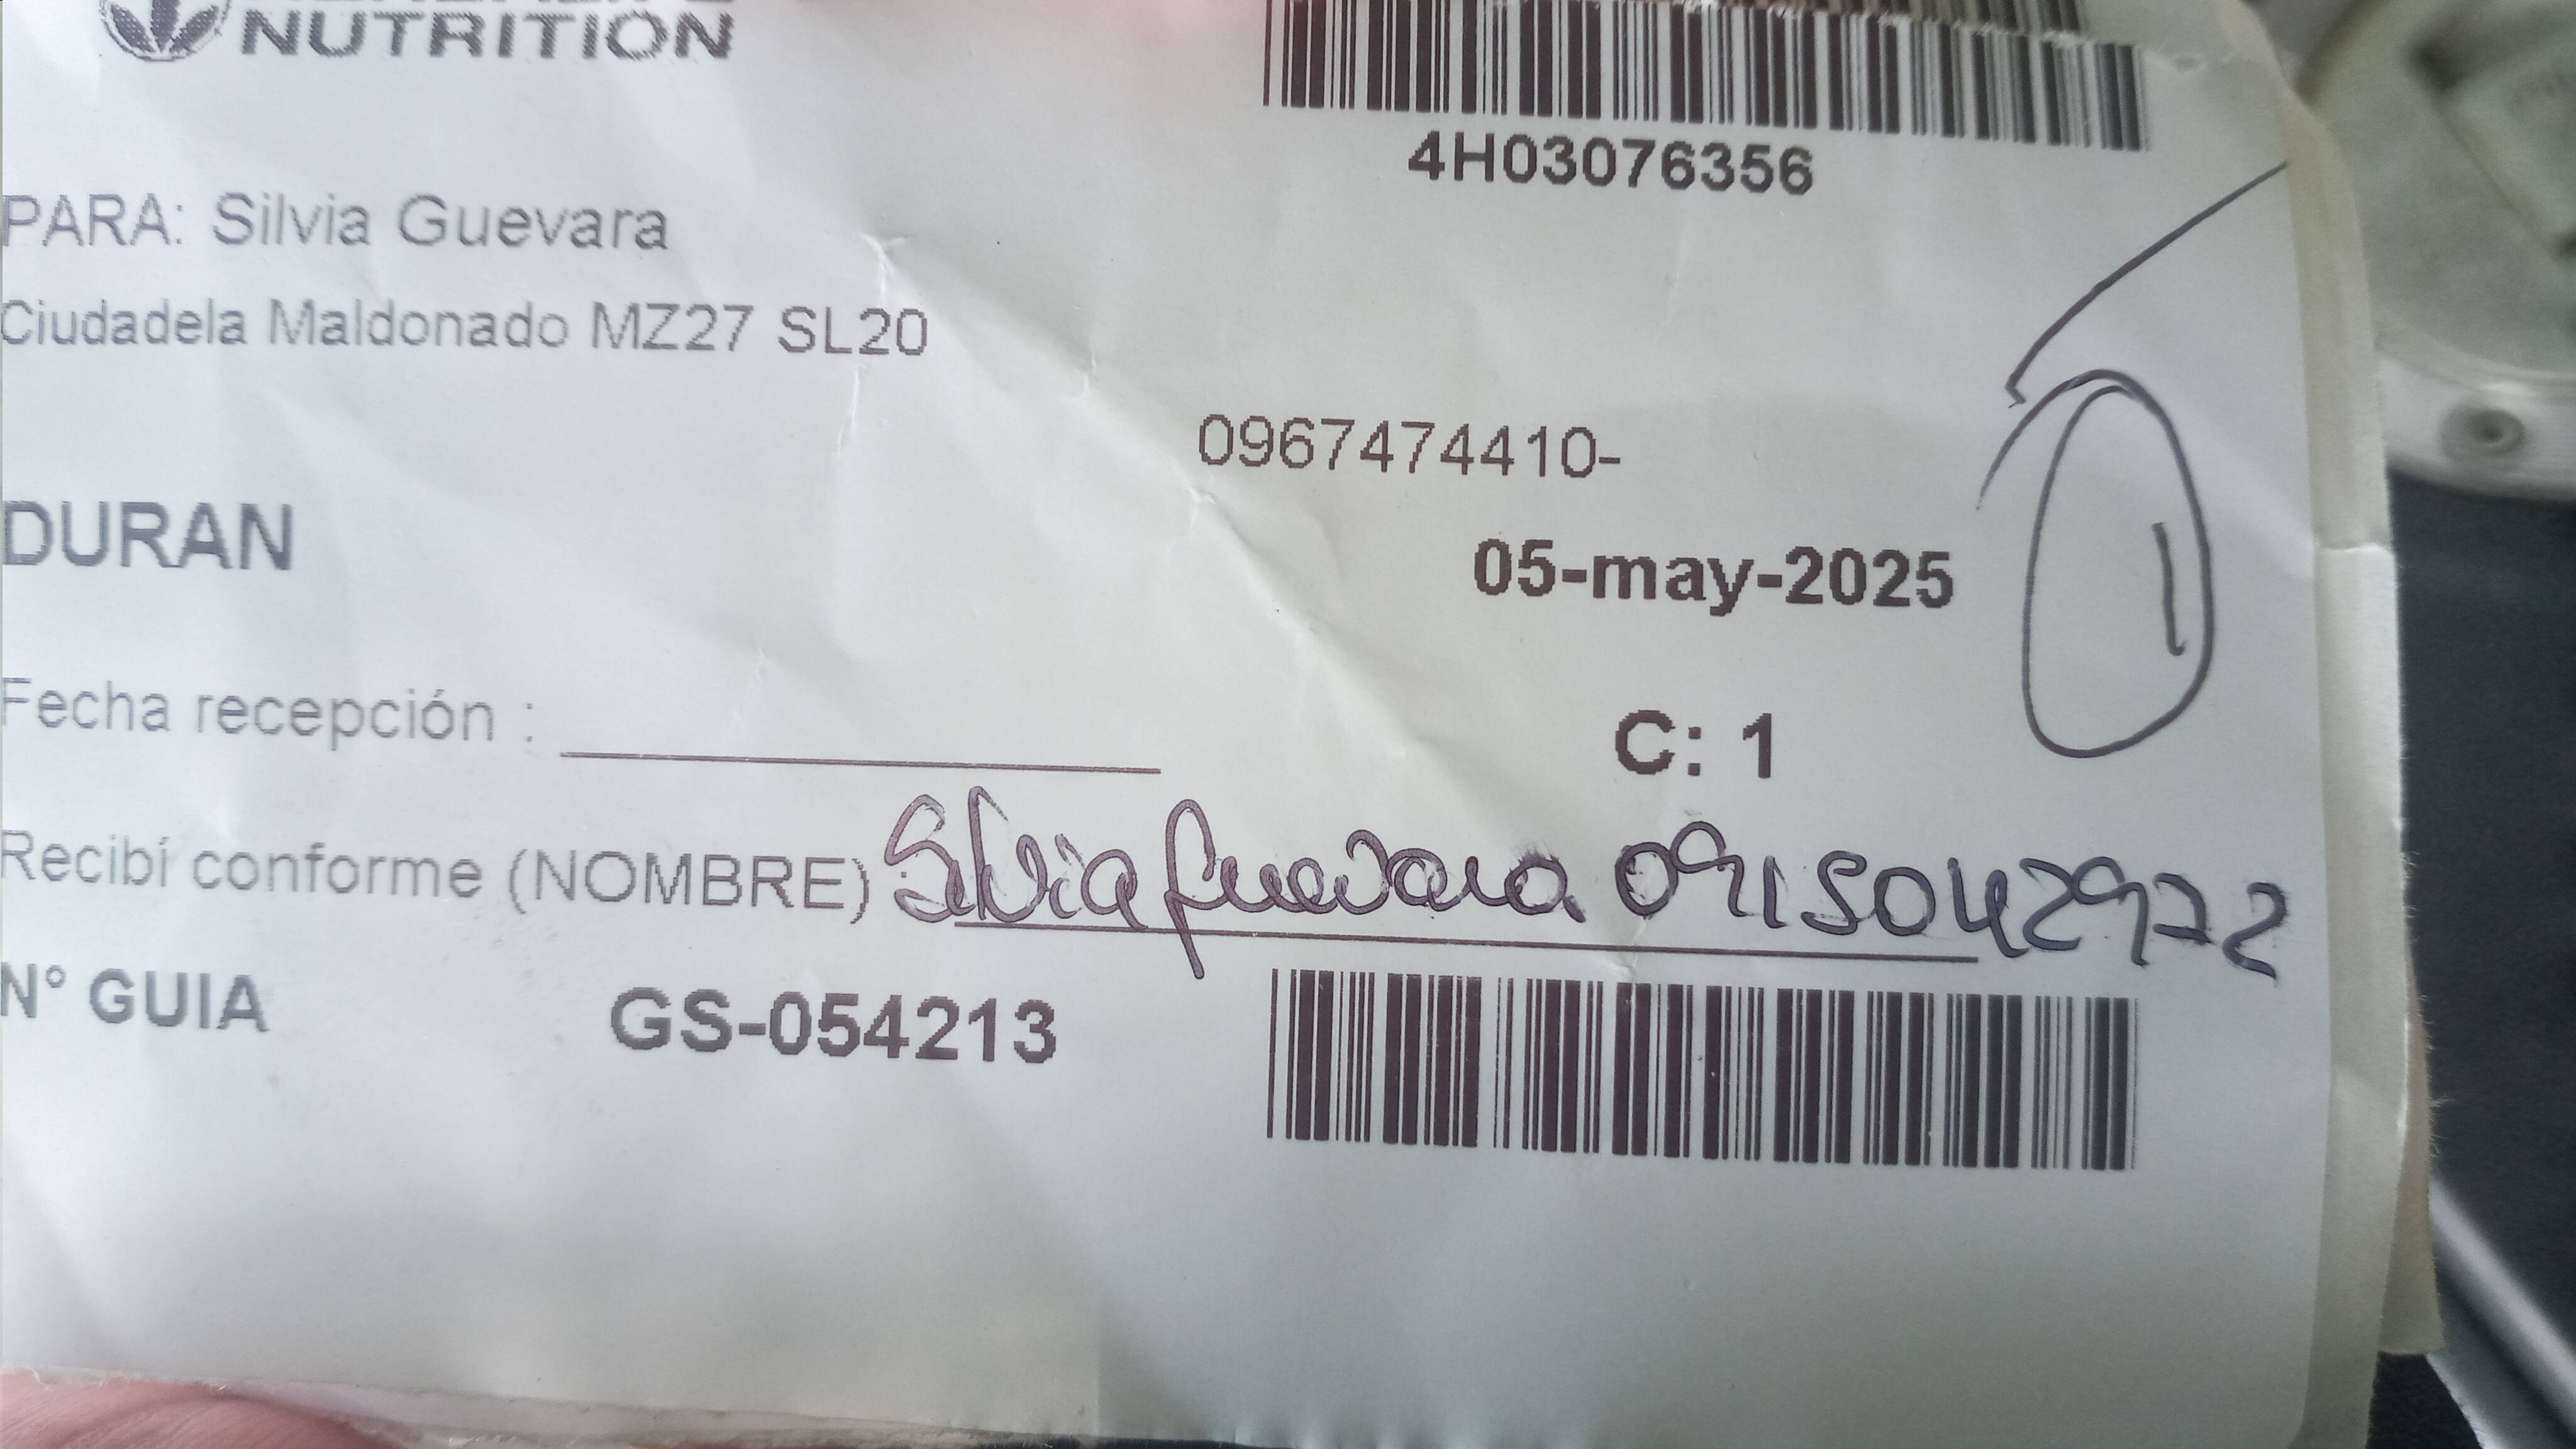 NUTRITION
4H03076356
PARA: Silvia Guevara
Ciudadela Maldonado MZ27 SL20
0967474410-
DURAN
05-may-2025
1
Fecha recepción :
C: 1
Recibí conforme (NOMBRE) Silvia Guevara 0915042972
N° GUIA GS-054213